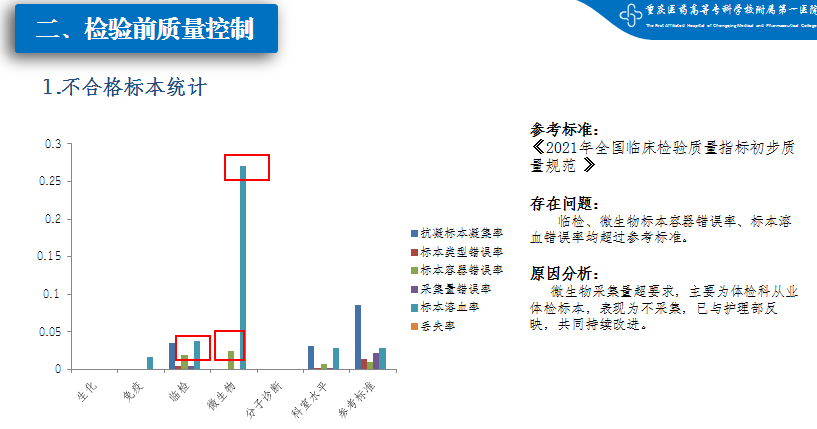 二、检验前质量控制
重庆医药高等专科学校附属第一医院
The First Affiliated Hospital of Chongqing Medical and Pharmaceutical College
1.不合格标本统计
0.3
0.25
0.2
0.15
0.1
0.05
0
生化
免疫
临检
微生物
分子诊断
科室水平
参考标准
抗凝标本凝集率
标本类型错误率
标本容器错误率
采集量错误率
标本溶血率
丢失率
参考标准：
《2021年全国临床检验质量指标初步质
量规范 》
存在问题：
临检、微生物标本容器错误率、标本溶
血错误率均超过参考标准。
原因分析：
微生物采集量超要求，主要为体检科从业
体检标本，表现为不采集，已与护理部反
映，共同持续改进。